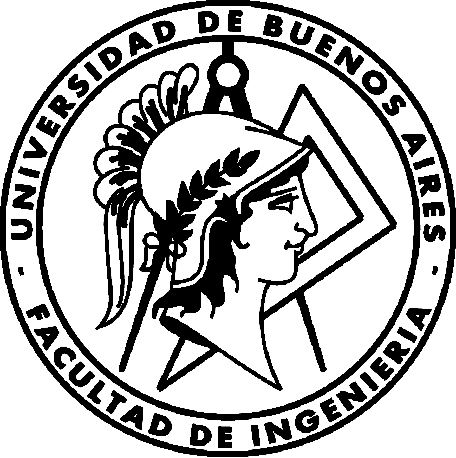 UNIVERSIDAD DE BUENOS AIRES
- FACULTAD DE INGENIERIA -